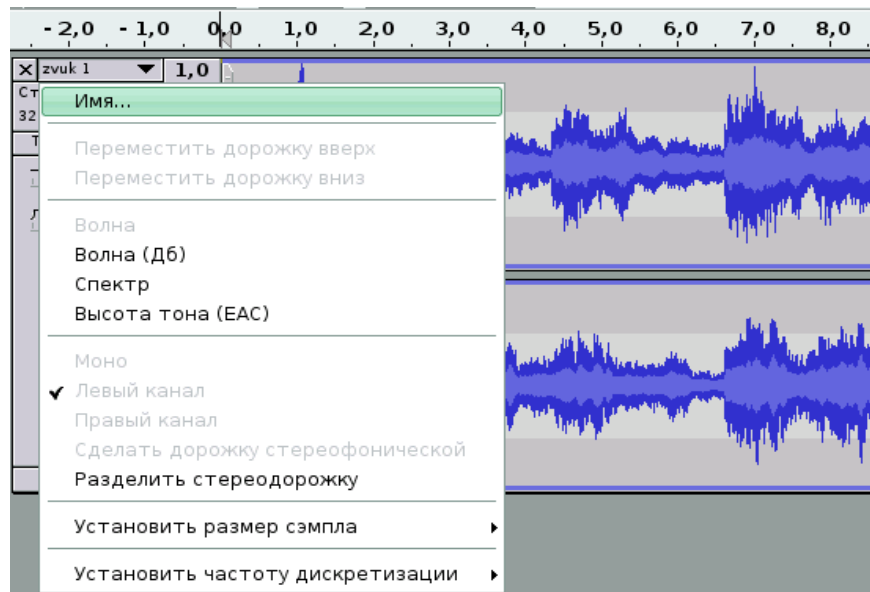 - 2,0 - 1,0 0,0 1,0 2,0 3,0 4,0 5,0 6,0 7,0 8,0
zvuk 1 1,0
Ст
32
Имя...
Переместить дорожку вверх
Переместить дорожку вниз
Волна
Волна (Дб)
Спектр
Высота тона (EAC)
Моно
Левый канал
Правый канал
Сделать дорожку стереофонической
Разделить стереодорожку
Установить размер сэмпла
Установить частоту дискретизации